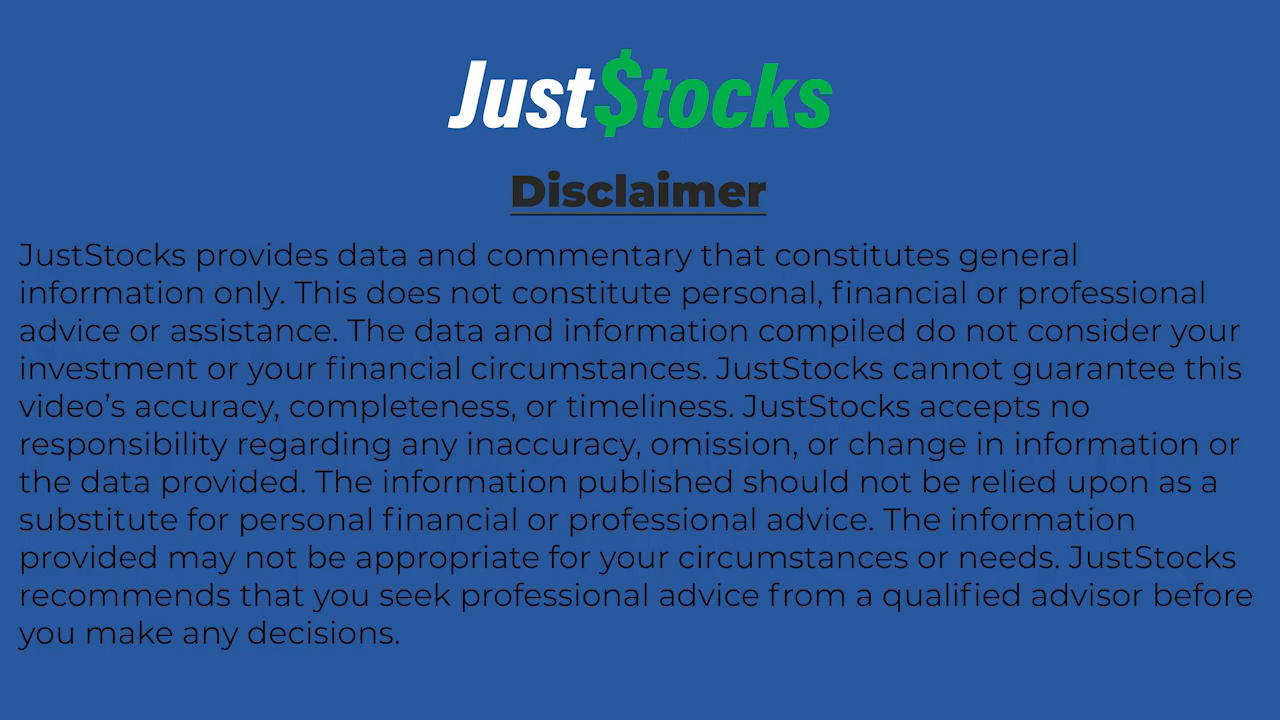 Just$tocks
Disclaimer
JustStocks provides data and commentary that constitutes general
information only. This does not constitute personal, financial or professional
advice or assistance. The data and information compiled do not consider your
investment or your financial circumstances. JustStocks cannot guarantee this
video’s accuracy, completeness, or timeliness. JustStocks accepts no
responsibility regarding any inaccuracy, omission, or change in information or
the data provided. The information published should not be relied upon as a
substitute for personal financial or professional advice. The information
provided may not be appropriate for your circumstances or needs. JustStocks
recommends that you seek professional advice from a qualified advisor before
you make any decisions.